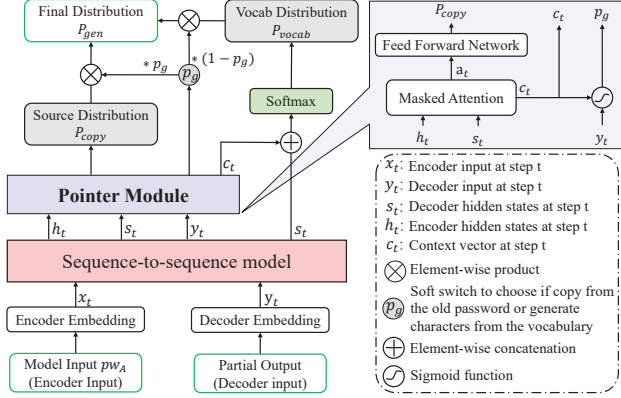 Final Distribution
P_gen
Vocab Distribution
P_vocab
* p_g
p_g
* (1 − p_g)
Source Distribution
P_copy
Softmax
c_t
Pointer Module
h_t
s_t
y_t
s_t
Sequence-to-sequence model
x_t
y_t
Encoder Embedding
Decoder Embedding
Model Input pw_A
(Encoder Input)
Partial Output
(Decoder input)
P_copy
c_t
p_g
Feed Forward Network
a_t
Masked Attention
c_t
h_t
s_t
y_t
x_t: Encoder input at step t
y_t: Decoder input at step t
s_t: Decoder hidden states at step t
h_t: Encoder hidden states at step t
c_t: Context vector at step t
Element-wise product
Soft switch to choose if copy from
p_g the old password or generate
characters from the vocabulary
Element-wise concatenation
Sigmoid function